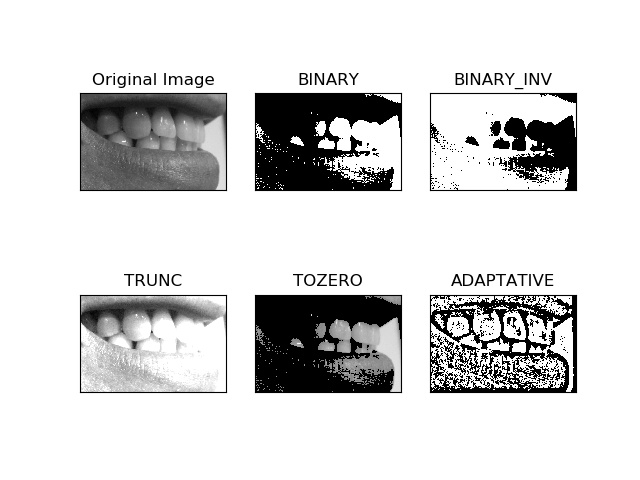 Original Image
BINARY
BINARY_INV
TRUNC
TOZERO
ADAPTATIVE